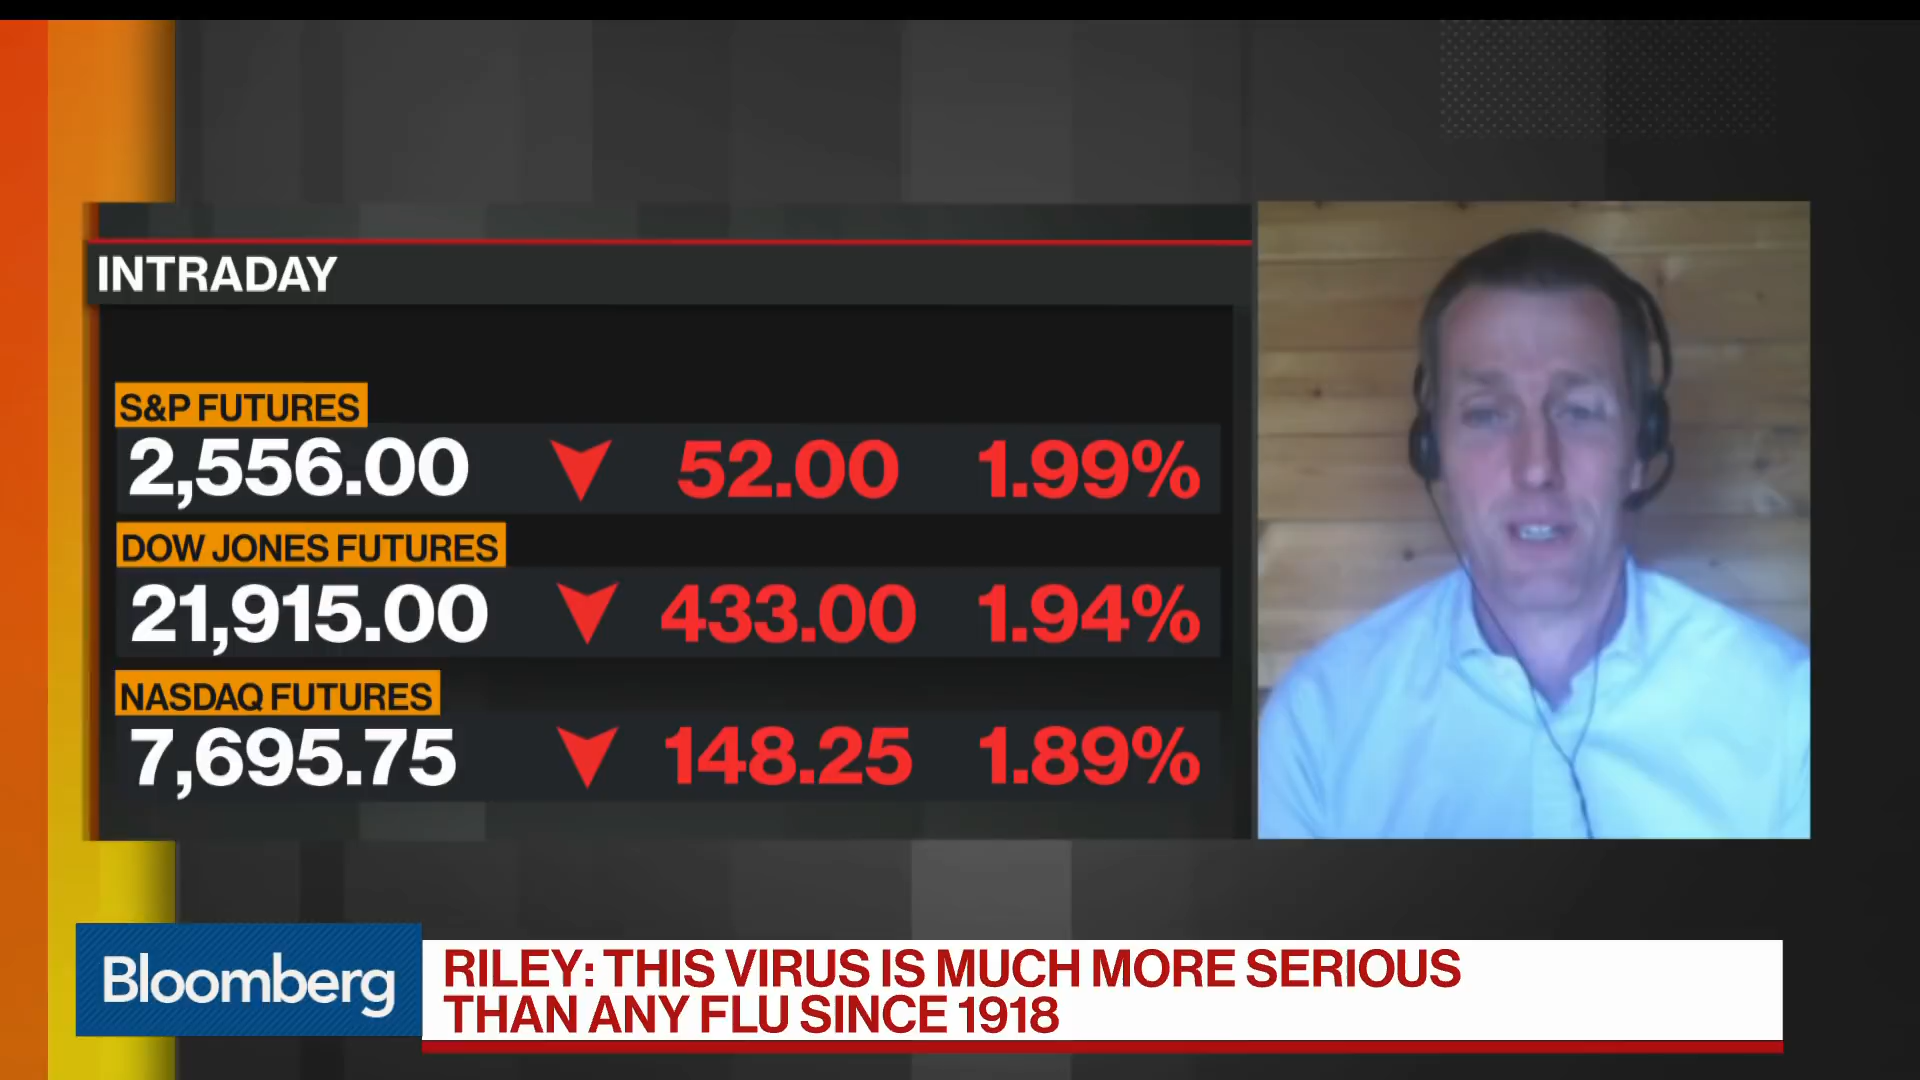 INTRADAY
S&P FUTURES
2,556.00 52.00 1.99%
DOW JONES FUTURES
21,915.00 433.00 1.94%
NASDAQ FUTURES
7,695.75 148.25 1.89%
Bloomberg
RILEY: THIS VIRUS IS MUCH MORE SERIOUS
THAN ANY FLU SINCE 1918